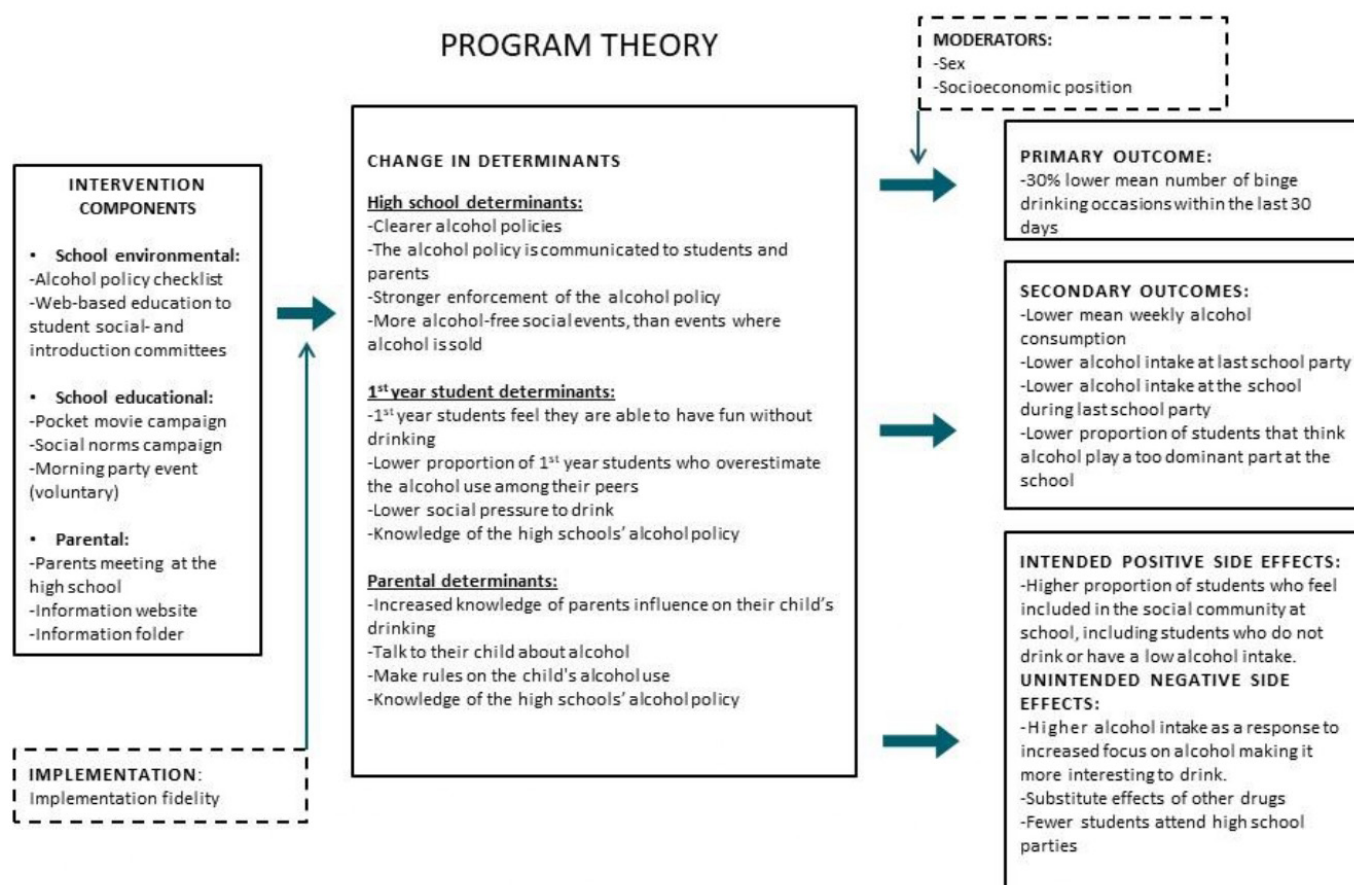 PROGRAM THEORY
MODERATORS:
-Sex
-Socioeconomic position
INTERVENTION
COMPONENTS
• School environmental:
-Alcohol policy checklist
-Web-based education to
student social- and
introduction committees
• School educational:
-Pocket movie campaign
-Social norms campaign
-Morning party event
(voluntary)
• Parental:
-Parents meeting at the
high school
-Information website
-Information folder
IMPLEMENTATION:
Implementation fidelity
CHANGE IN DETERMINANTS
High school determinants:
-Clearer alcohol policies
-The alcohol policy is communicated to students and
parents
-Stronger enforcement of the alcohol policy
-More alcohol-free social events, than events where
alcohol is sold
1st year student determinants:
-1st year students feel they are able to have fun without
drinking
-Lower proportion of 1st year students who overestimate
the alcohol use among their peers
-Lower social pressure to drink
-Knowledge of the high schools' alcohol policy
Parental determinants:
-Increased knowledge of parents influence on their child's
drinking
-Talk to their child about alcohol
-Make rules on the child's alcohol use
-Knowledge of the high schools' alcohol policy
PRIMARY OUTCOME:
-30% lower mean number of binge
drinking occasions within the last 30
days
SECONDARY OUTCOMES:
-Lower mean weekly alcohol
consumption
-Lower alcohol intake at last school party
-Lower alcohol intake at the school
during last school party
-Lower proportion of students that think
alcohol play a too dominant part at the
school
INTENDED POSITIVE SIDE EFFECTS:
-Higher proportion of students who feel
included in the social community at
school, including students who do not
drink or have a low alcohol intake.
UNINTENDED NEGATIVE SIDE
EFFECTS:
-Higher alcohol intake as a response to
increased focus on alcohol making it
more interesting to drink.
-Substitute effects of other drugs
-Fewer students attend high school
parties